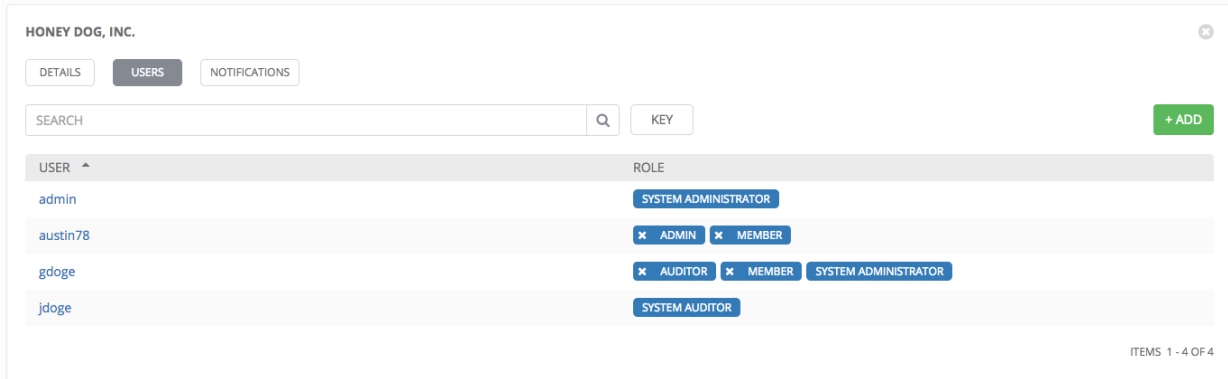 HONEY DOG, INC.
DETAILS USERS NOTIFICATIONS
SEARCH KEY + ADD
USER ROLE
admin SYSTEM ADMINISTRATOR
austin78 ADMIN MEMBER
gdoge AUDITOR MEMBER SYSTEM ADMINISTRATOR
jdoge SYSTEM AUDITOR
ITEMS 1 - 4 OF 4